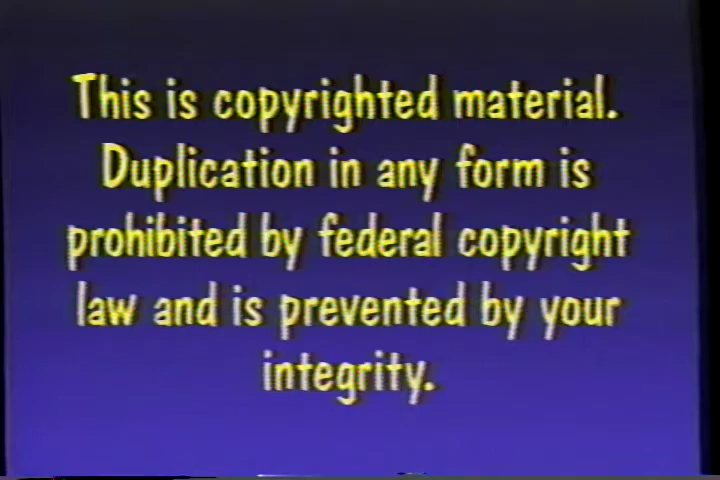 This is copyrighted material.
Duplication in any form is
prohibited by federal copyright
law and is prevented by your
integrity.